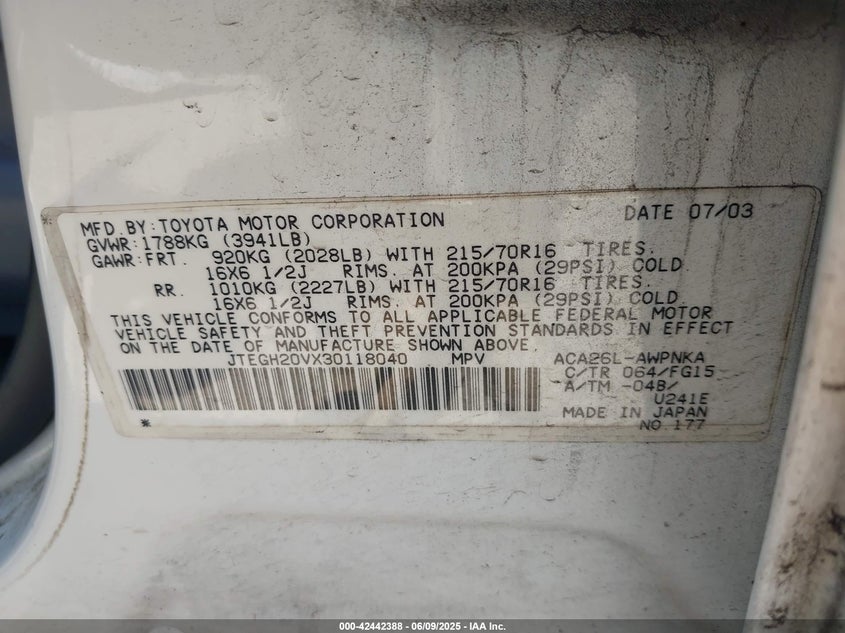 MFD.BY:TOYOTA MOTOR CORPORATION DATE 07/03
GVWR:1788KG (3941LB)
GAWR:FRT. 920KG (2028LB) WITH 215/70R16 TIRES.
16X6 1/2J RIMS. AT 200KPA (29PSI) COLD.
RR. 1010KG (2227LB) WITH 215/70R16 TIRES.
16X6 1/2J RIMS. AT 200KPA (29PSI) COLD.
THIS VEHICLE CONFORMS TO ALL APPLICABLE FEDERAL MOTOR
VEHICLE SAFETY AND THEFT PREVENTION STANDARDS IN EFFECT
ON THE DATE OF MANUFACTURE SHOWN ABOVE.
JTEGH20VX30118040 MPV ACA26L-AWPNKA
C/TR 064/FG15
A/TM -04B/
U241E
MADE IN JAPAN
* NO.177
000-42442388 - 06/09/2025 - IAA Inc.